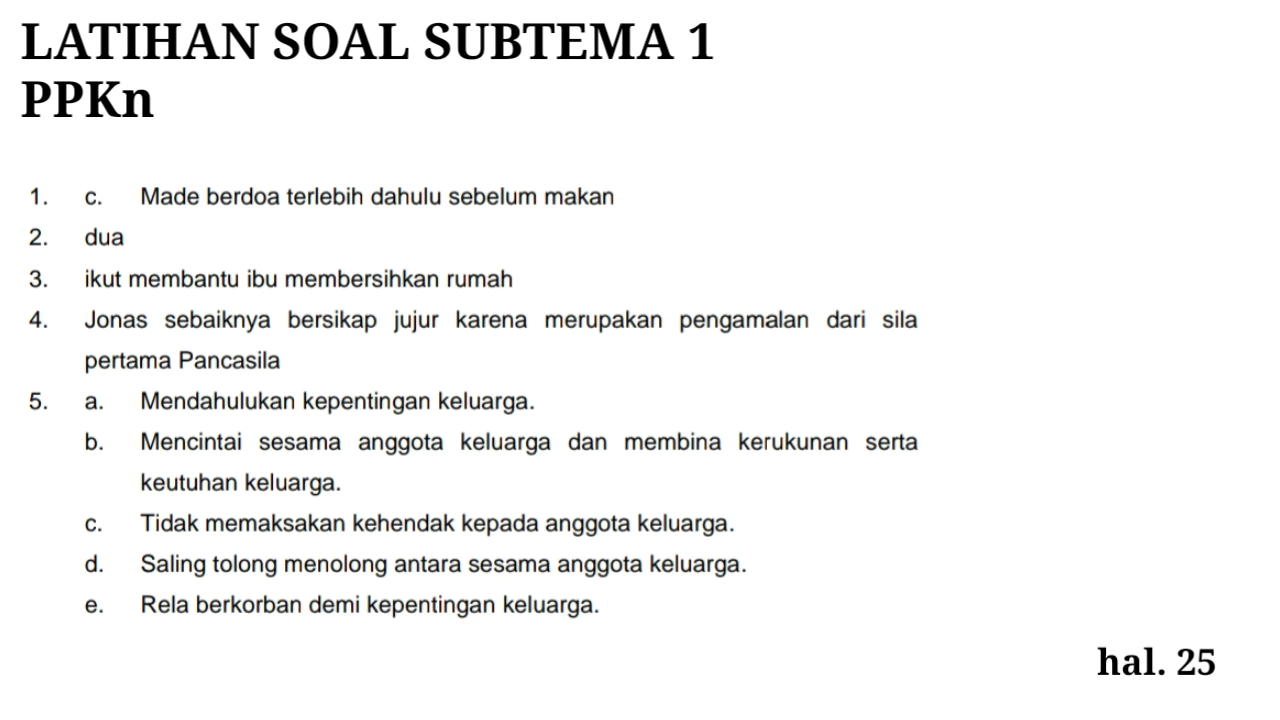 LATIHAN SOAL SUBTEMA 1
PPKn
1. c. Made berdoa terlebih dahulu sebelum makan
2. dua
3. ikut membantu ibu membersihkan rumah
4. Jonas sebaiknya bersikap jujur karena merupakan pengamalan dari sila
pertama Pancasila
5. a. Mendahulukan kepentingan keluarga.
b. Mencintai sesama anggota keluarga dan membina kerukunan serta
keutuhan keluarga.
c. Tidak memaksakan kehendak kepada anggota keluarga.
d. Saling tolong menolong antara sesama anggota keluarga.
e. Rela berkorban demi kepentingan keluarga.
hal. 25